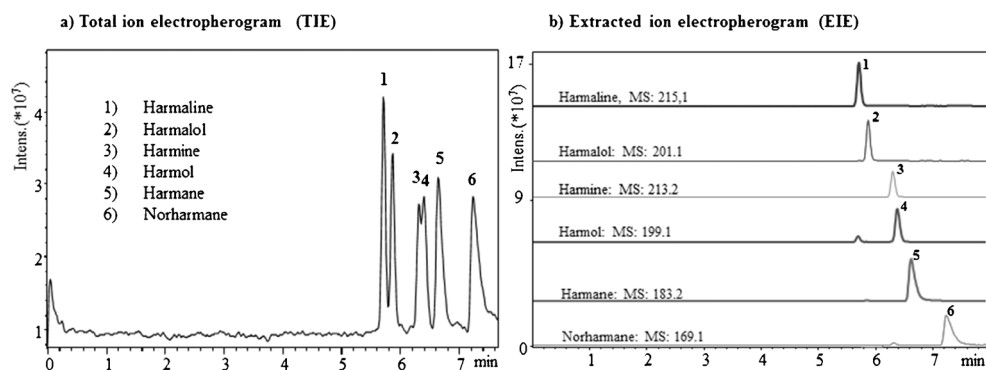 a) Total ion electropherogram (TIE)
Intens.(*10⁷)
4
3
2
1
1) Harmaline
2) Harmalol
3) Harmine
4) Harmol
5) Harmane
6) Norharmane
1
2
3
4
5
6
0 1 2 3 4 5 6 7 min
b) Extracted ion electropherogram (EIE)
Intens.(*10⁷)
17
9
0
Harmaline, MS: 215,1
1
Harmalol: MS: 201.1
2
Harmine: MS: 213.2
3
Harmol: MS: 199.1
4
Harmane: MS: 183.2
5
Norharmane: MS: 169.1
6
1 2 3 4 5 6 7 min